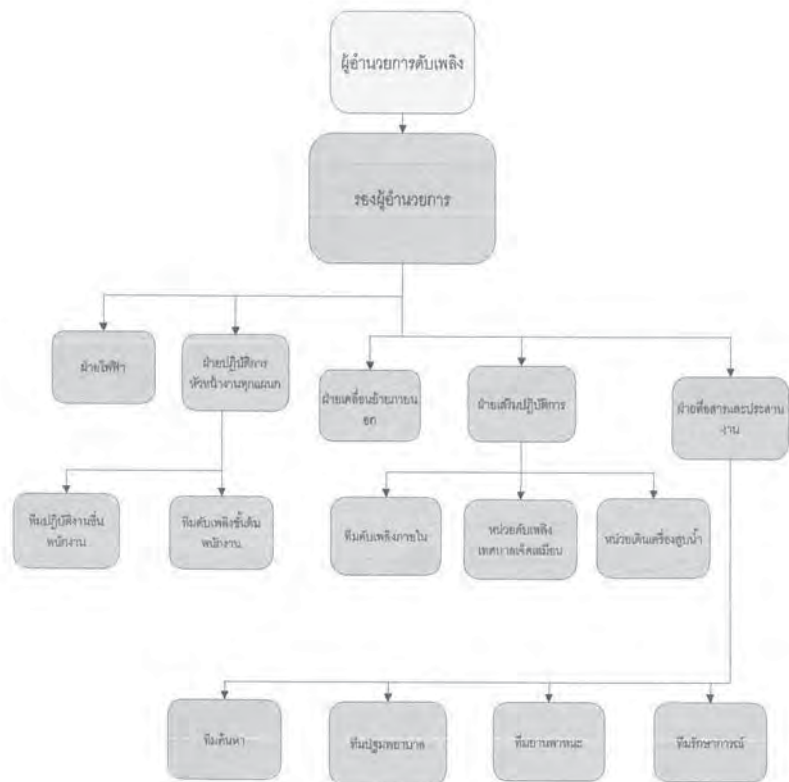 ผู้อำนวยการดับเพลิง
รองผู้อำนวยการ
ฝ่ายไฟฟ้า
ฝ่ายปฏิบัติการ
หัวหน้างานทุกแผนก
ฝ่ายเคลื่อนย้ายภายน
อก
ฝ่ายเสริมปฏิบัติการ
ฝ่ายสื่อสารและประสาน
งาน
ทีมปฏิบัติงานอื่น
พนักงาน
ทีมดับเพลิงขั้นต้น
พนักงาน
ทีมดับเพลิงภายใน
หน่วยดับเพลิง
เทศบาลเจ็ดเสมียน
หน่วยเดินเครื่องสูบน้ำ
ทีมค้นหา
ทีมปฐมพยาบาล
ทีมยานพาหนะ
ทีมรักษาการณ์